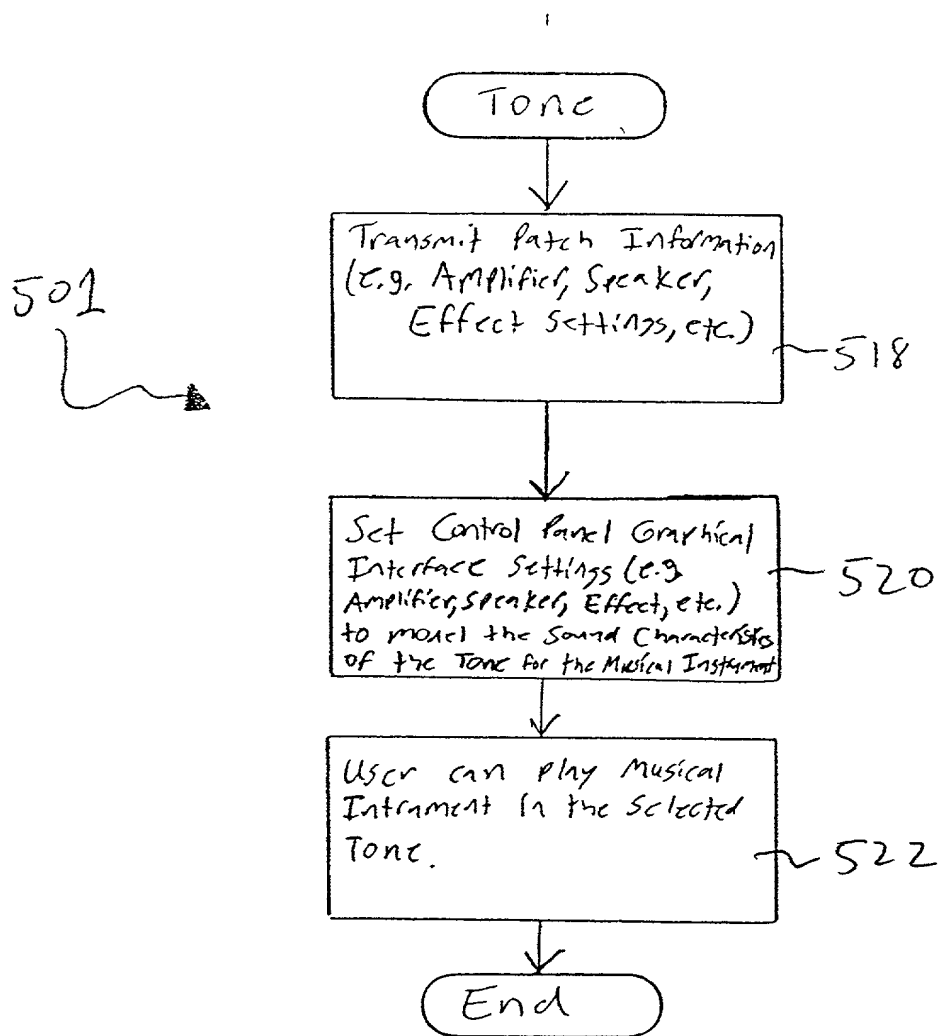 Tone
Transmit Patch Information
(e.g. Amplifier, Speaker,
Effect Settings, etc.)
518
501
Set Control Panel Graphical
Interface Settings (e.g
Amplifier, Speaker, Effect, etc.)
to model the Sound Characteristics
of the Tone for the Musical Instrument
520
User can play Musical
Intrument in the Selected
Tone.
522
End